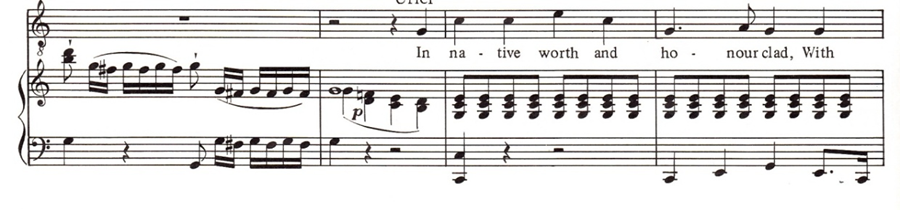 Uriel
In na - tive worth and ho - nour clad, With
p